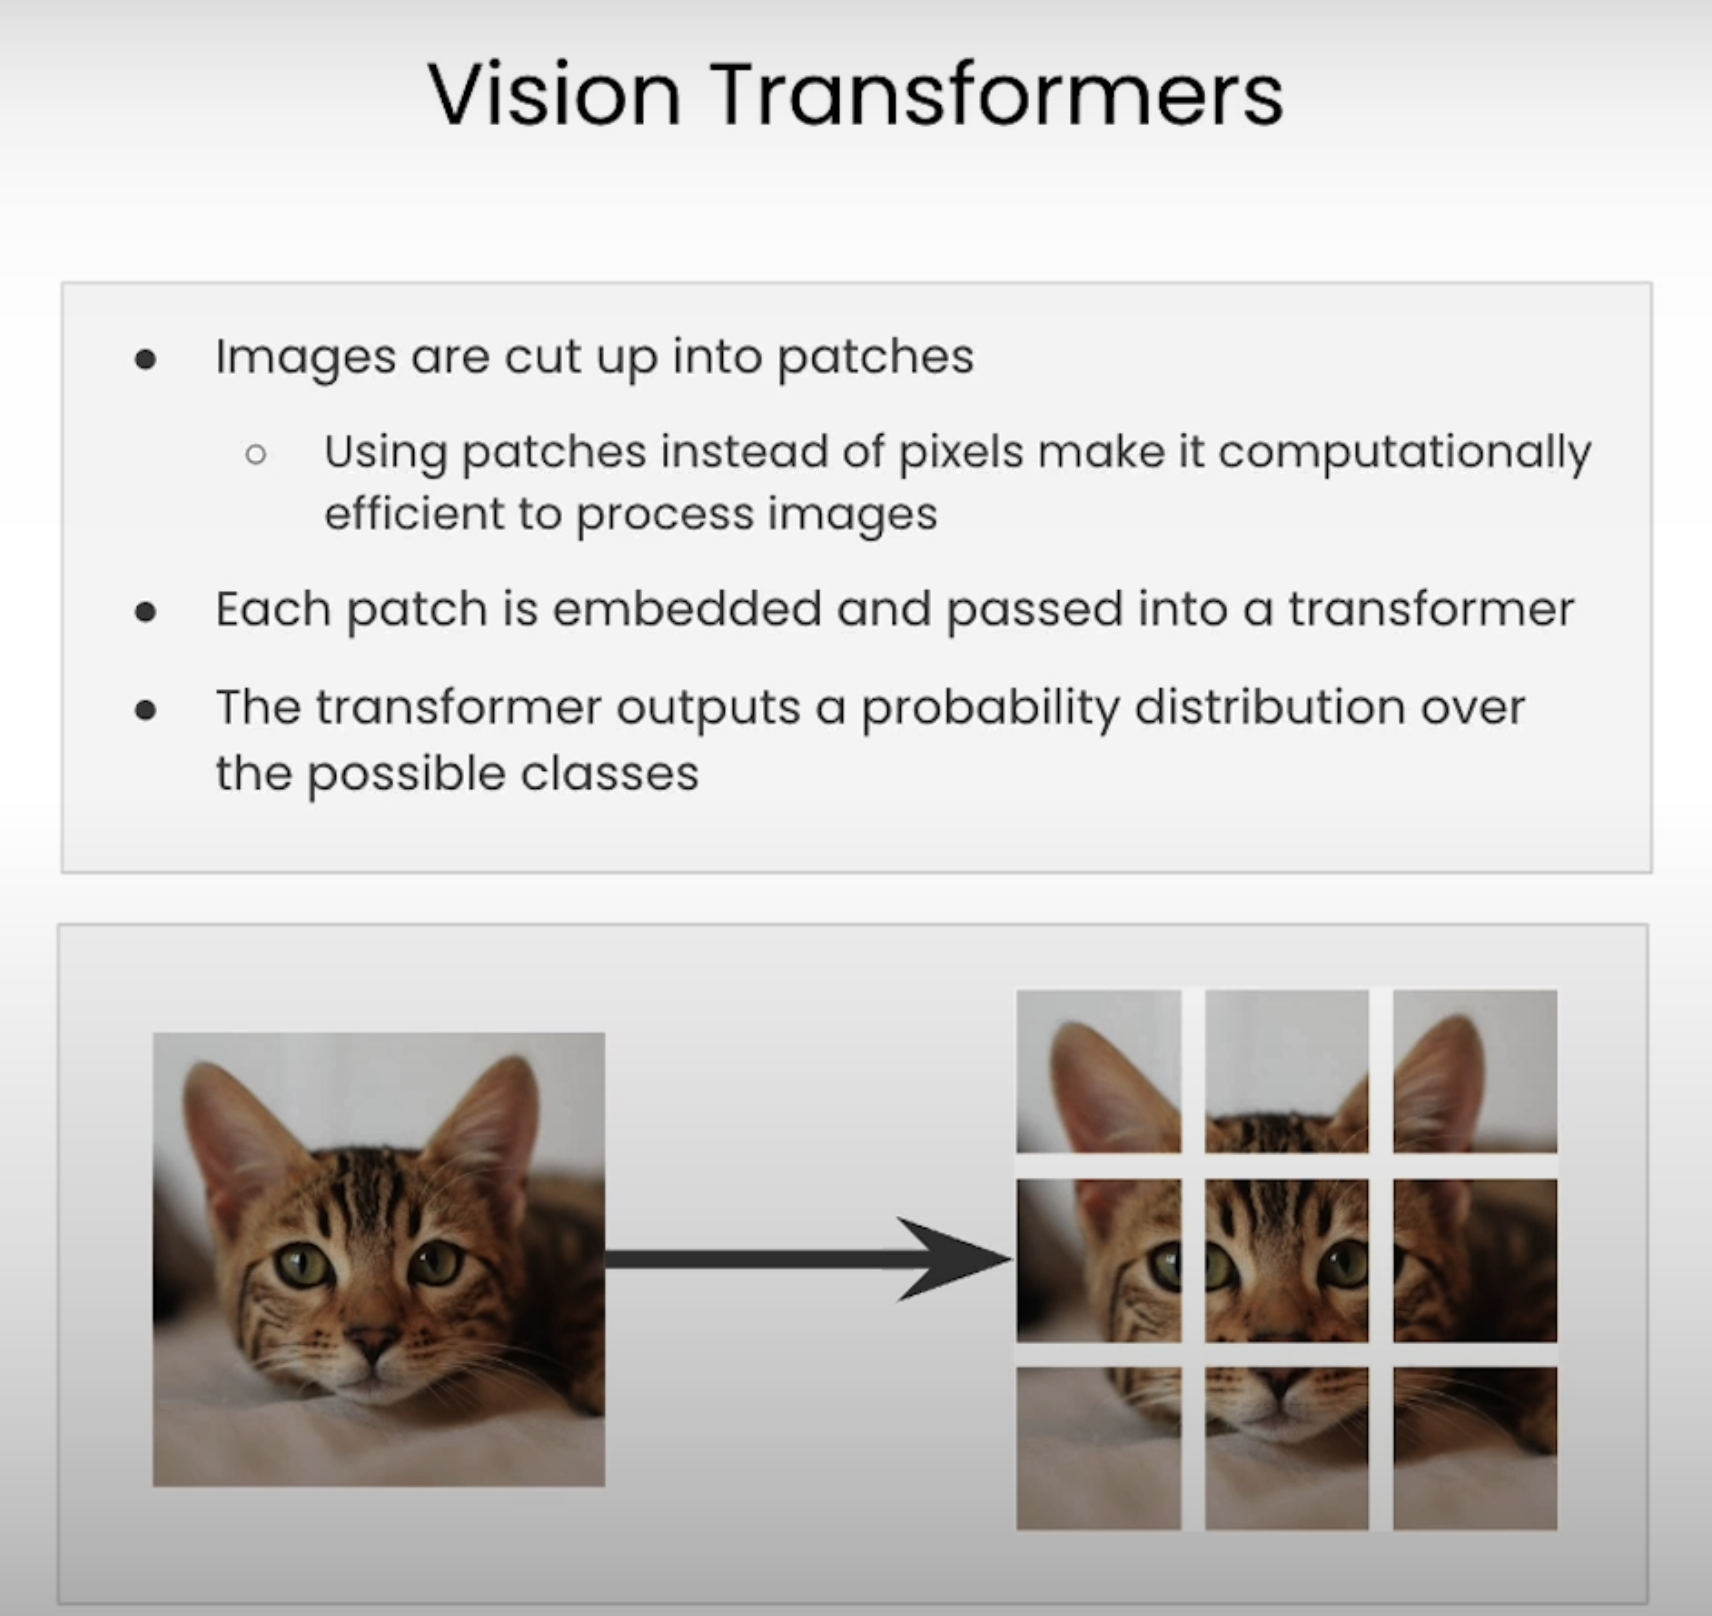 Vision Transformers
● Images are cut up into patches
○ Using patches instead of pixels make it computationally
efficient to process images
● Each patch is embedded and passed into a transformer
● The transformer outputs a probability distribution over
the possible classes